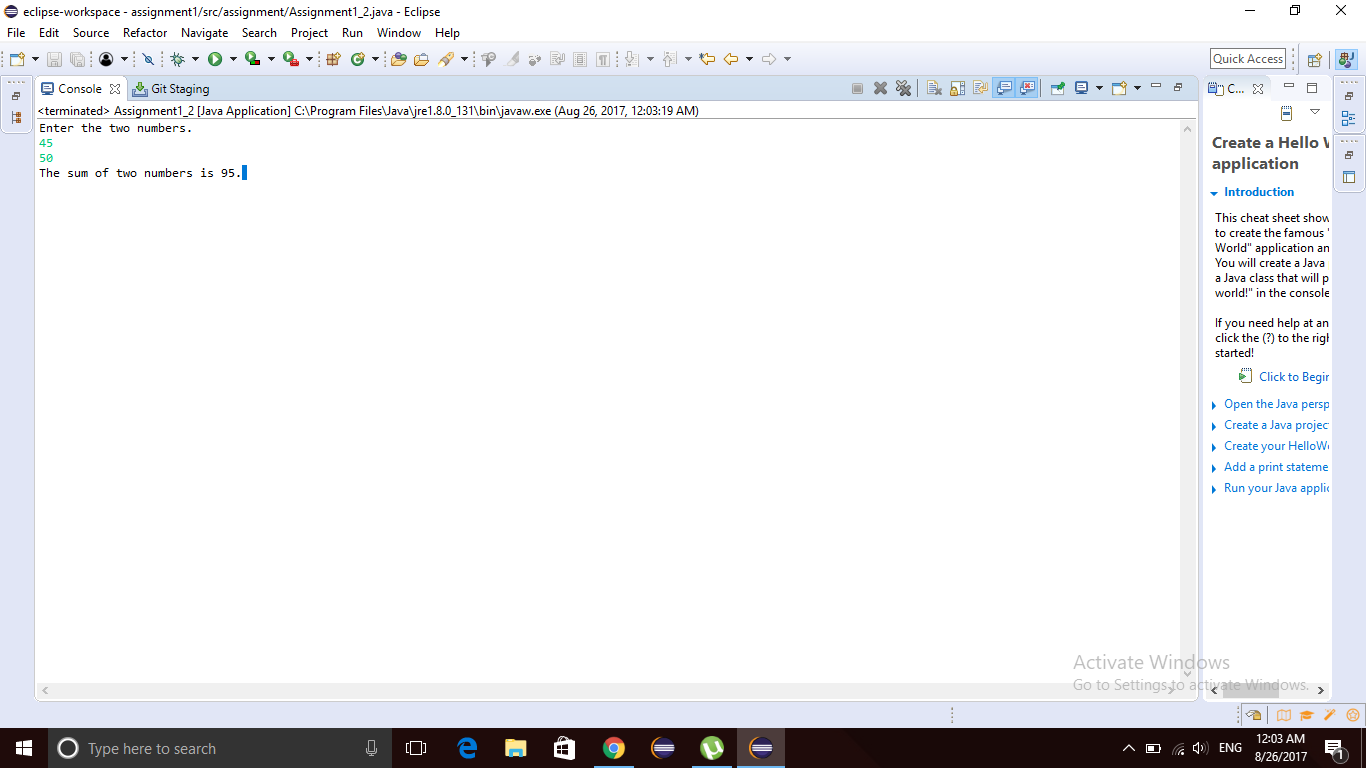 eclipse-workspace - assignment1/src/assignment/Assignment1_2.java - Eclipse
File Edit Source Refactor Navigate Search Project Run Window Help
Quick Access
Console Git Staging
<terminated> Assignment1_2 [Java Application] C:\Program Files\Java\jre1.8.0_131\bin\javaw.exe (Aug 26, 2017, 12:03:19 AM)
Enter the two numbers.
45
50
The sum of two numbers is 95.
C...
Create a Hello W
application
Introduction
This cheat sheet show
to create the famous "
World" application an
You will create a Java
a Java class that will p
world!" in the console
If you need help at an
click the (?) to the righ
started!
Click to Begin
Open the Java persp
Create a Java projec
Create your HelloWo
Add a print stateme
Run your Java applic
Activate Windows
Go to Settings to activate Windows.
Type here to search
ENG
12:03 AM
8/26/2017
1